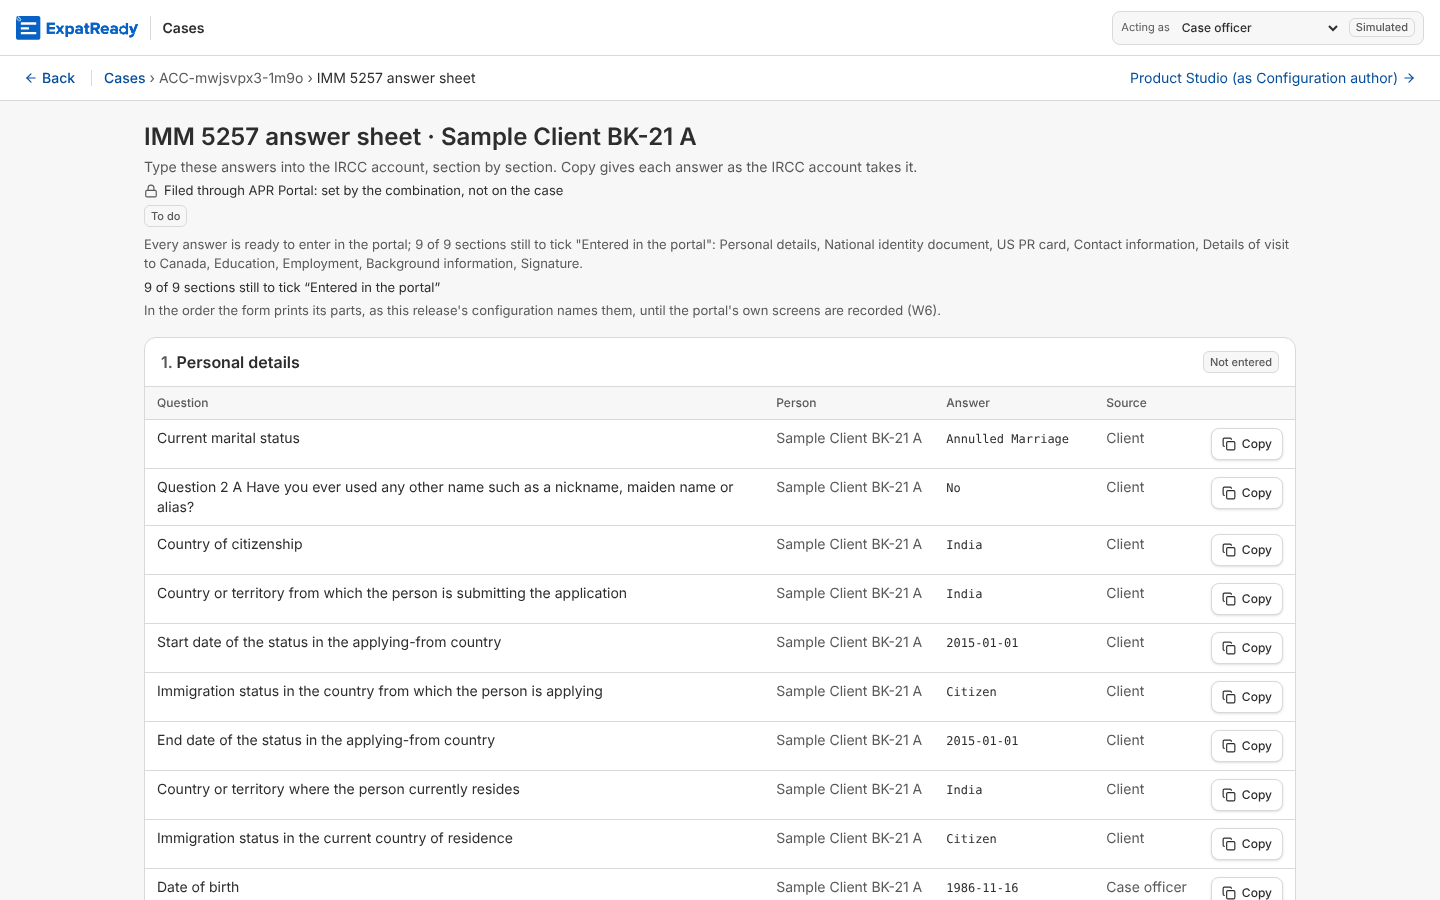 ExpatReady
Cases
Acting as Case officer Simulated
Back Cases › ACC-mwjsvpx3-1m9o › IMM 5257 answer sheet Product Studio (as Configuration author)
IMM 5257 answer sheet · Sample Client BK-21 A
Type these answers into the IRCC account, section by section. Copy gives each answer as the IRCC account takes it.
Filed through APR Portal: set by the combination, not on the case
To do
Every answer is ready to enter in the portal; 9 of 9 sections still to tick "Entered in the portal": Personal details, National identity document, US PR card, Contact information, Details of visit
to Canada, Education, Employment, Background information, Signature.
9 of 9 sections still to tick “Entered in the portal”
In the order the form prints its parts, as this release's configuration names them, until the portal's own screens are recorded (W6).
1. Personal details Not entered
Question Person Answer Source
Current marital status Sample Client BK-21 A Annulled Marriage Client Copy
Question 2 A Have you ever used any other name such as a nickname, maiden name or
alias? Sample Client BK-21 A No Client Copy
Country of citizenship Sample Client BK-21 A India Client Copy
Country or territory from which the person is submitting the application Sample Client BK-21 A India Client Copy
Start date of the status in the applying-from country Sample Client BK-21 A 2015-01-01 Client Copy
Immigration status in the country from which the person is applying Sample Client BK-21 A Citizen Client Copy
End date of the status in the applying-from country Sample Client BK-21 A 2015-01-01 Client Copy
Country or territory where the person currently resides Sample Client BK-21 A India Client Copy
Immigration status in the current country of residence Sample Client BK-21 A Citizen Client Copy
Date of birth Sample Client BK-21 A 1986-11-16 Case officer Copy